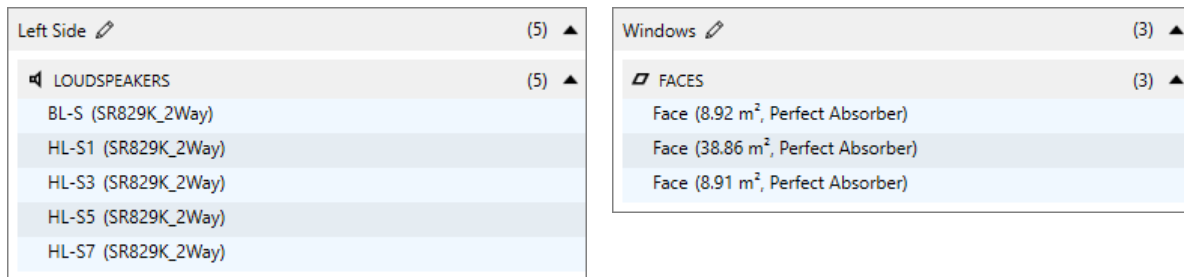 Left Side (5)
LOUDSPEAKERS (5)
BL-S (SR829K_2Way)
HL-S1 (SR829K_2Way)
HL-S3 (SR829K_2Way)
HL-S5 (SR829K_2Way)
HL-S7 (SR829K_2Way)
Windows (3)
FACES (3)
Face (8.92 m², Perfect Absorber)
Face (38.86 m², Perfect Absorber)
Face (8.91 m², Perfect Absorber)